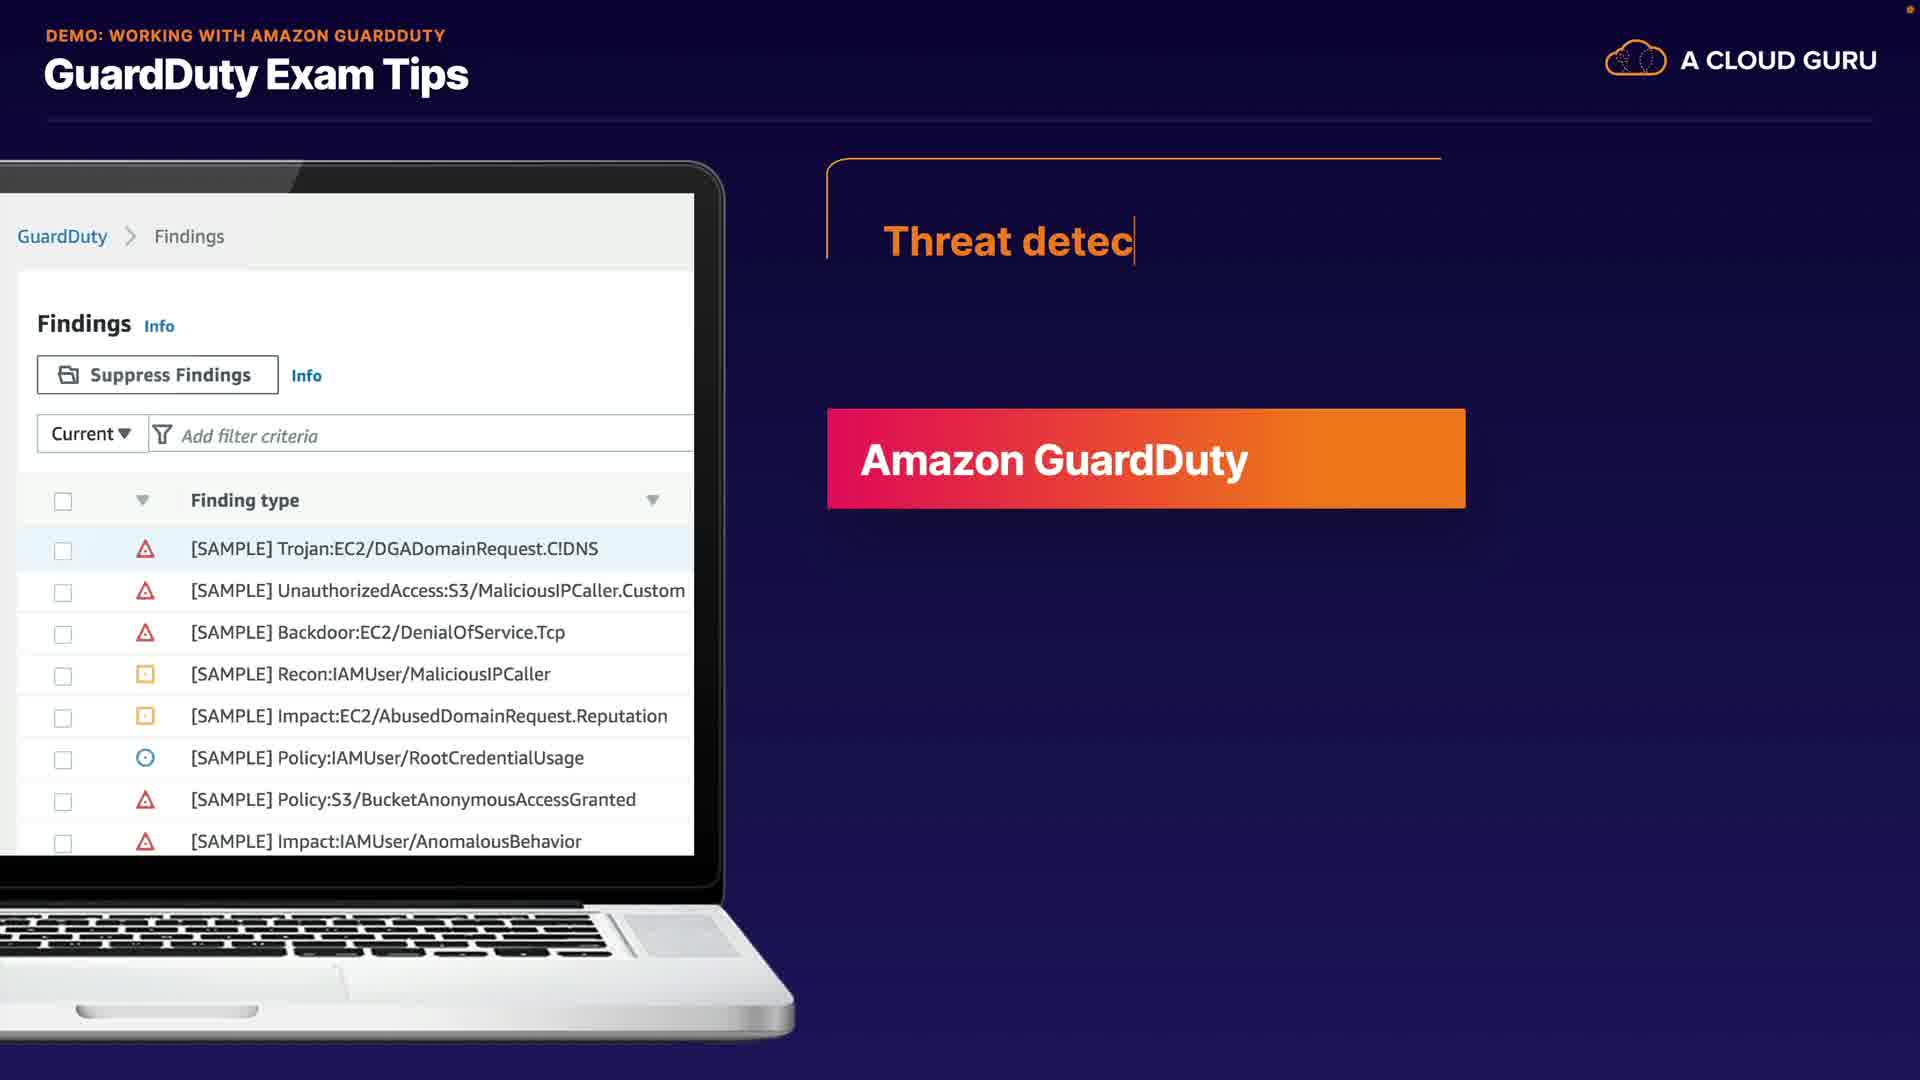 DEMO: WORKING WITH AMAZON GUARDDUTY
GuardDuty Exam Tips
A CLOUD GURU
GuardDuty > Findings
Findings Info
Suppress Findings Info
Current Add filter criteria
Finding type
[SAMPLE] Trojan:EC2/DGADomainRequest.C!DNS
[SAMPLE] UnauthorizedAccess:S3/MaliciousIPCaller.Custom
[SAMPLE] Backdoor:EC2/DenialOfService.Tcp
[SAMPLE] Recon:IAMUser/MaliciousIPCaller
[SAMPLE] Impact:EC2/AbusedDomainRequest.Reputation
[SAMPLE] Policy:IAMUser/RootCredentialUsage
[SAMPLE] Policy:S3/BucketAnonymousAccessGranted
[SAMPLE] Impact:IAMUser/AnomalousBehavior
Threat detec
Amazon GuardDuty